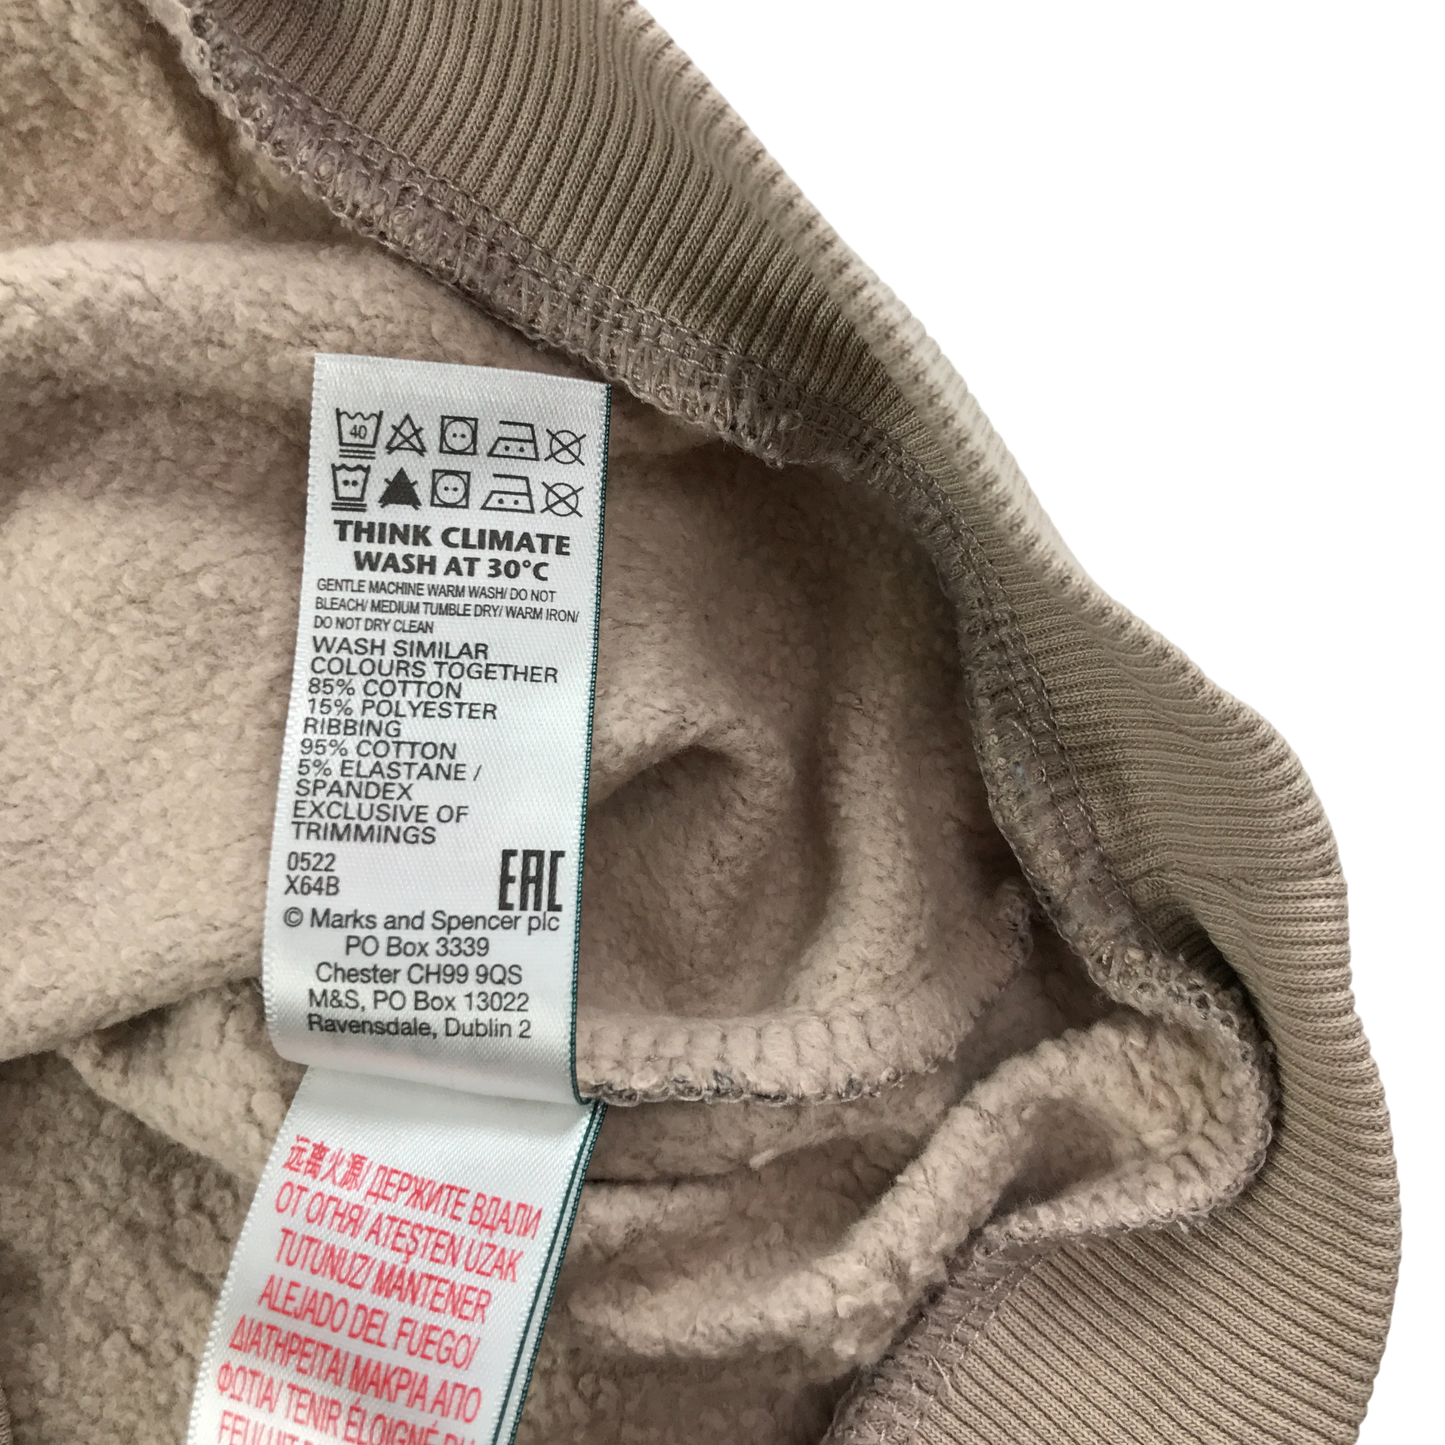 40
THINK CLIMATE
WASH AT 30°C
GENTLE MACHINE WARM WASH/ DO NOT
BLEACH/ MEDIUM TUMBLE DRY/ WARM IRON/
DO NOT DRY CLEAN
WASH SIMILAR
COLOURS TOGETHER
85% COTTON
15% POLYESTER
RIBBING
95% COTTON
5% ELASTANE /
SPANDEX
EXCLUSIVE OF
TRIMMINGS
0522
X64B
EAC
© Marks and Spencer plc
PO Box 3339
Chester CH99 9QS
M&S, PO Box 13022
Ravensdale, Dublin 2
远离火源/ ДЕРЖИТЕ ВДАЛИ
ОТ ОГНЯ/ ATEŞTEN UZAK
TUTUNUZ/ MANTENER
ALEJADO DEL FUEGO/
ΔΙΑΤΗΡΕΙΤΑΙ ΜΑΚΡΙΑ ΑΠΟ
ΦΩΤΙΑ/ TENIR ÉLOIGNÉ DU
FEU/